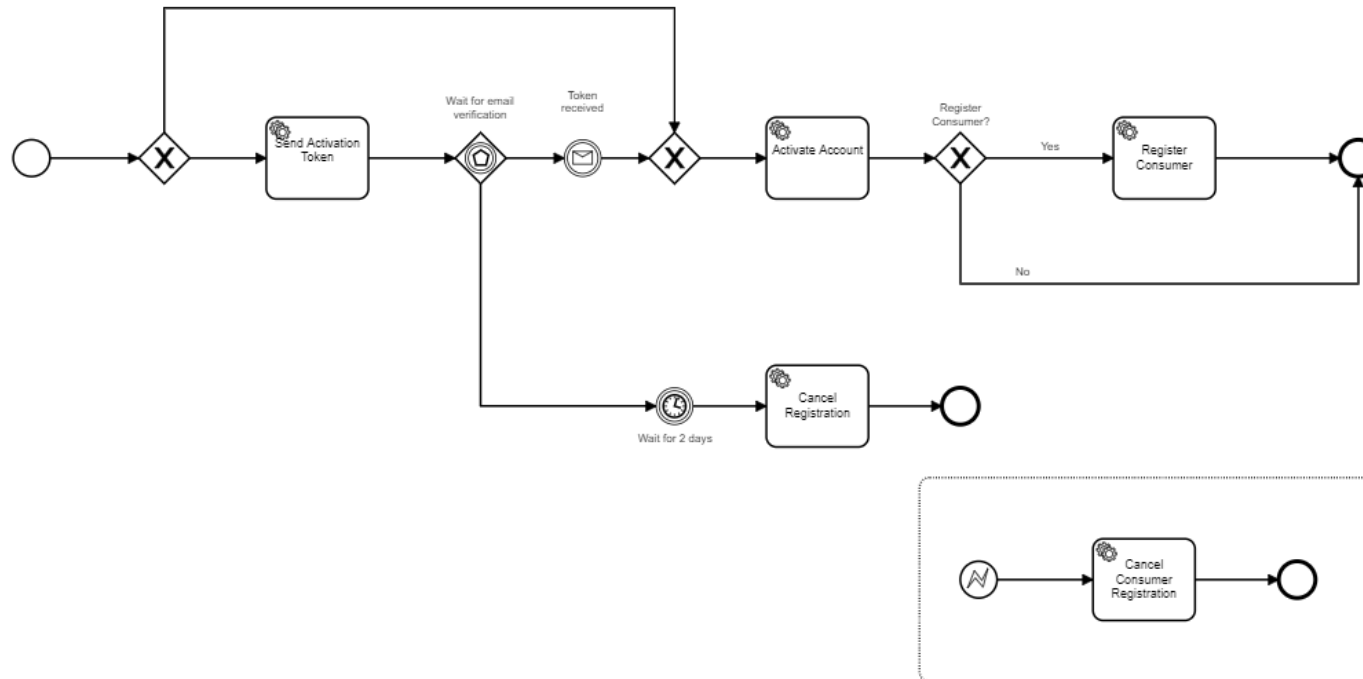 Wait for email
verification
Token
received
Register
Consumer?
Send Activation
Token
Activate Account
Yes
Register
Consumer
No
Cancel
Registration
Wait for 2 days
Cancel
Consumer
Registration